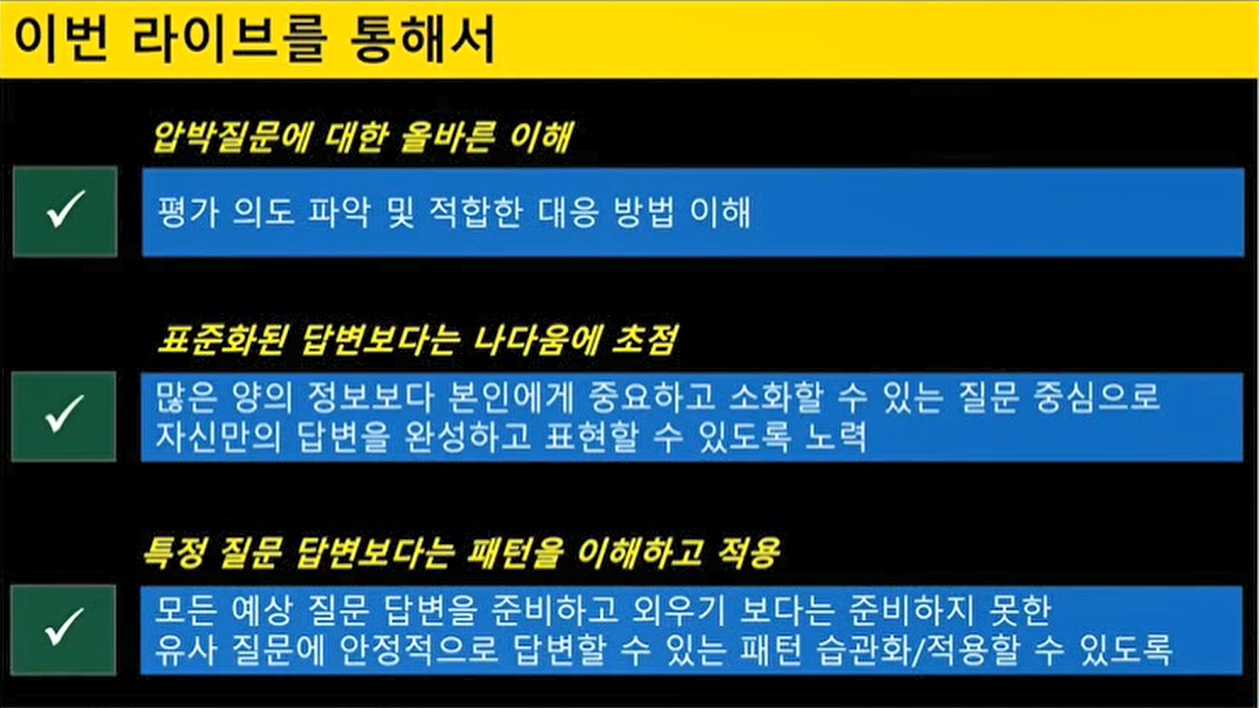 이번 라이브를 통해서
압박질문에 대한 올바른 이해
평가 의도 파악 및 적합한 대응 방법 이해
표준화된 답변보다는 나다움에 초점
많은 양의 정보보다 본인에게 중요하고 소화할 수 있는 질문 중심으로
자신만의 답변을 완성하고 표현할 수 있도록 노력
특정 질문 답변보다는 패턴을 이해하고 적용
모든 예상 질문 답변을 준비하고 외우기 보다는 준비하지 못한
유사 질문에 안정적으로 답변할 수 있는 패턴 습관화/적용할 수 있도록